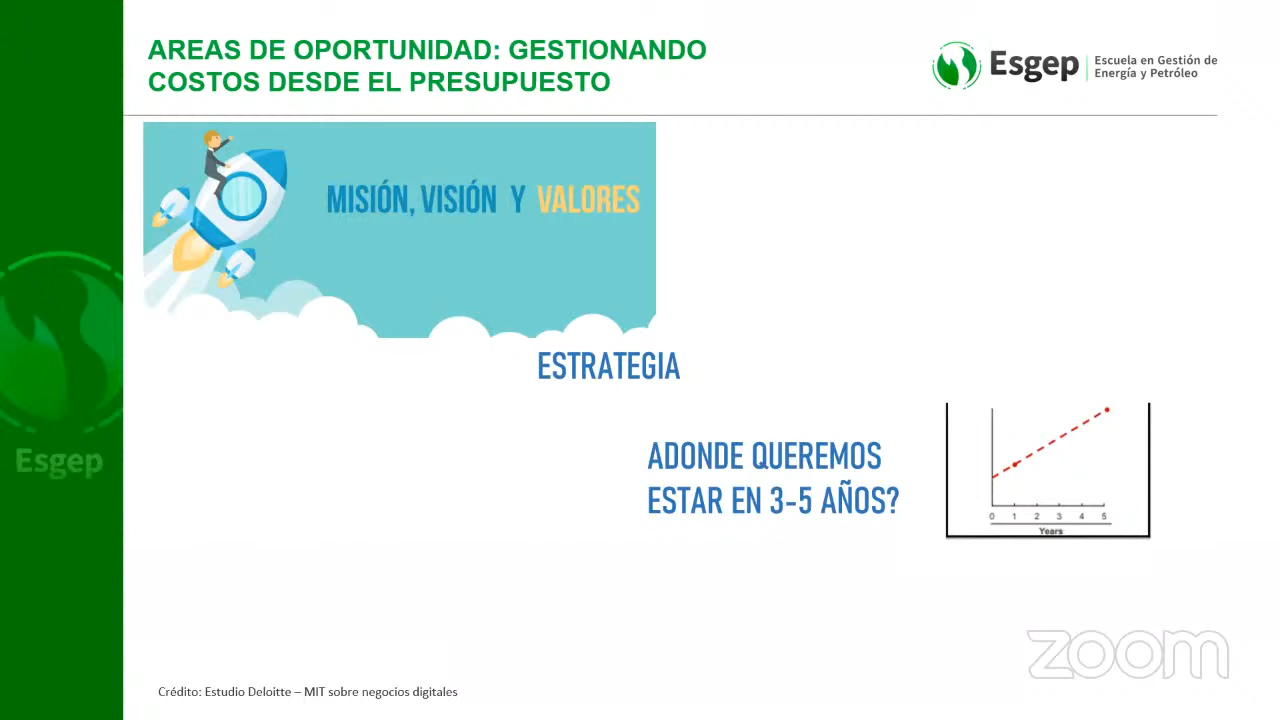 AREAS DE OPORTUNIDAD: GESTIONANDO
COSTOS DESDE EL PRESUPUESTO
Esgep
Escuela en Gestión de
Energía y Petróleo
MISIÓN, VISIÓN Y VALORES
ESTRATEGIA
ADONDE QUEREMOS
ESTAR EN 3-5 AÑOS?
0 1 2 3 4 5
Years
Esgep
zoom
Crédito: Estudio Deloitte – MIT sobre negocios digitales